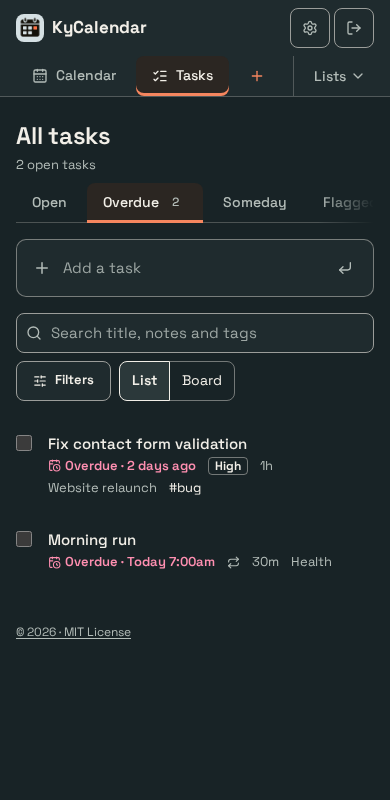 KyCalendar
Calendar Tasks + Lists
All tasks
2 open tasks
Open Overdue 2 Someday Flagge
Add a task
Search title, notes and tags
Filters List Board
Fix contact form validation
Overdue · 2 days ago High 1h
Website relaunch #bug
Morning run
Overdue · Today 7:00am 30m Health
© 2026 · MIT License